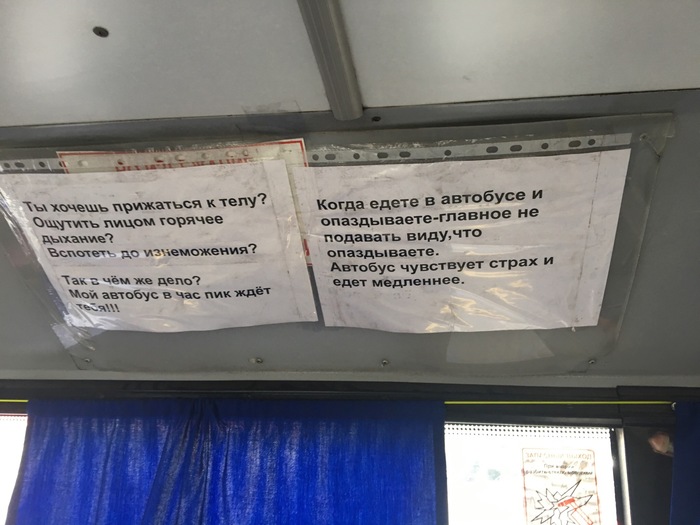 Ты хочешь прижаться к телу?
Ощутить лицом горячее
дыхание?
Вспотеть до изнеможения?
Так в чём же дело?
Мой автобус в час пик ждёт
тебя!!!
Когда едете в автобусе и
опаздываете-главное не
подавать виду,что
опаздываете.
Автобус чувствует страх и
едет медленнее.